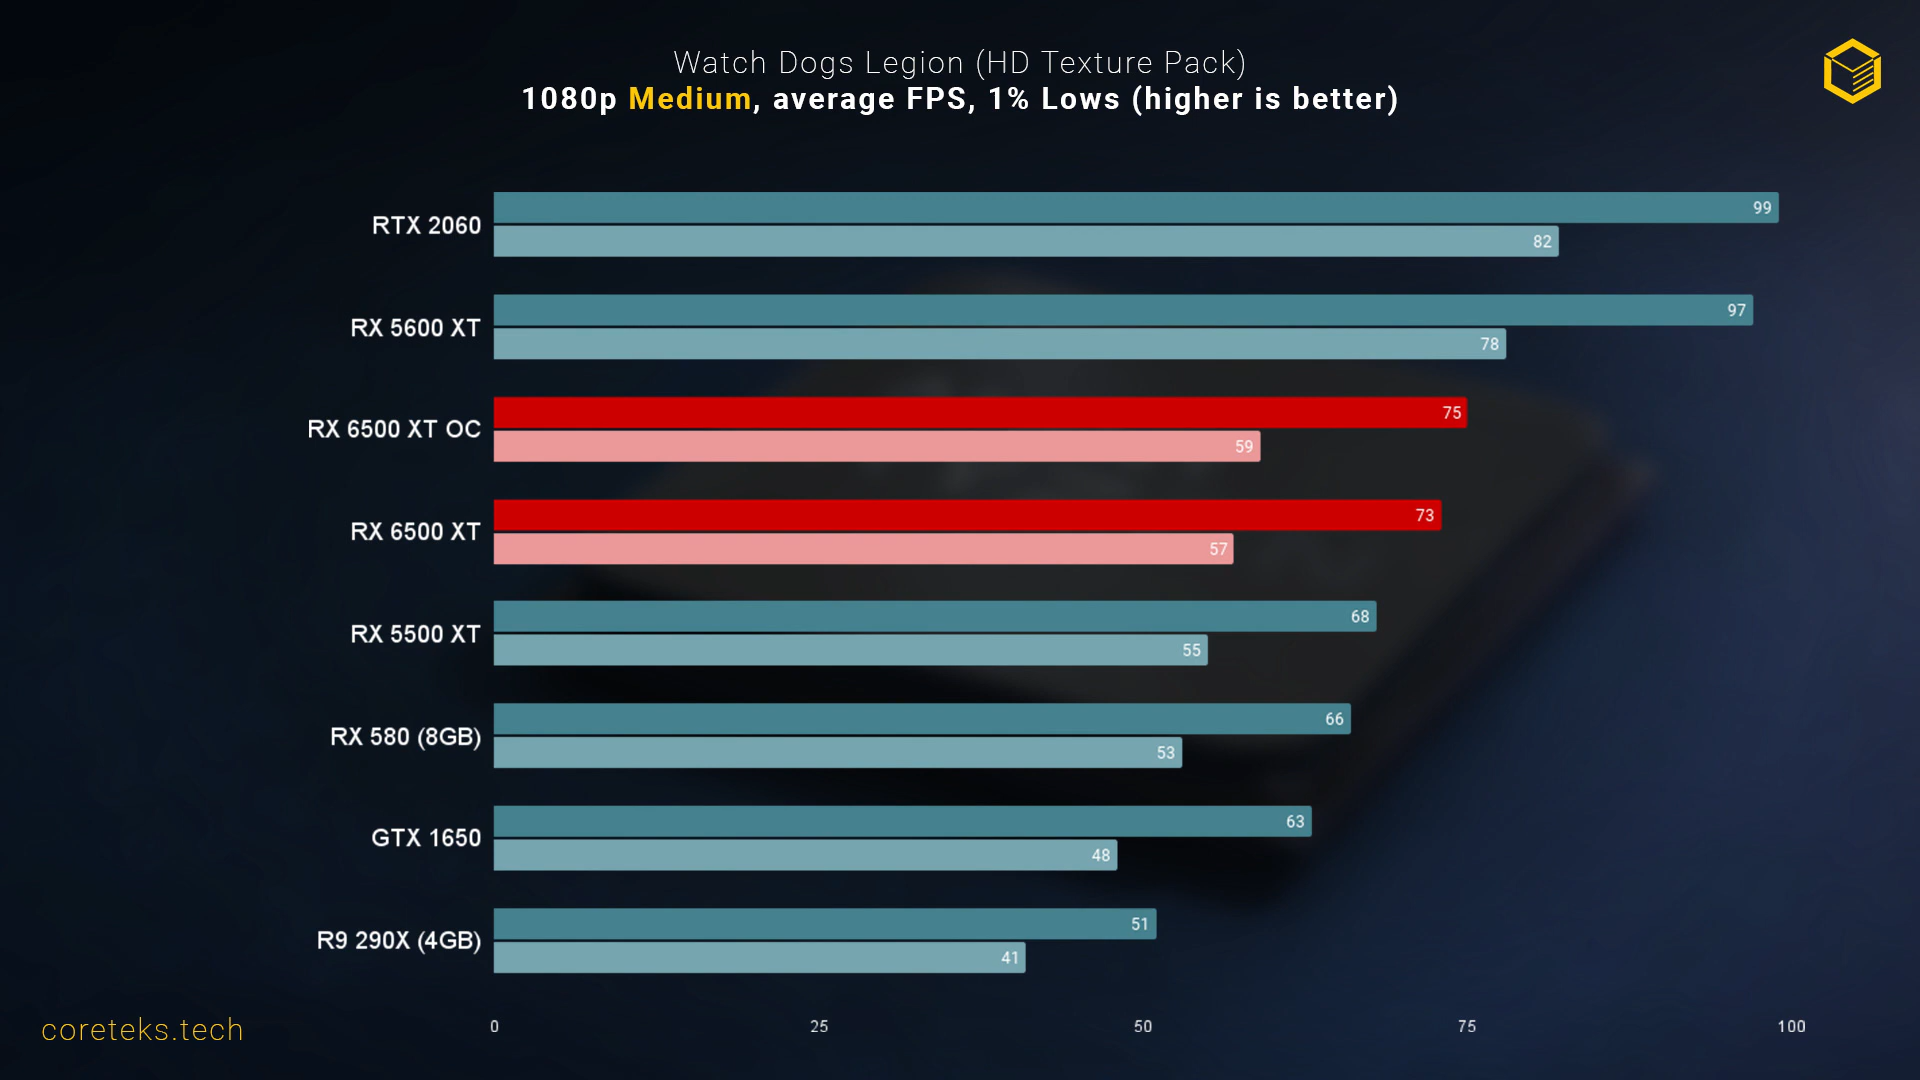 Watch Dogs Legion (HD Texture Pack)
1080p Medium, average FPS, 1% Lows (higher is better)
RTX 2060
99
82
RX 5600 XT
97
78
RX 6500 XT OC
75
59
RX 6500 XT
73
57
RX 5500 XT
68
55
RX 580 (8GB)
66
53
GTX 1650
63
48
R9 290X (4GB)
51
41
0 25 50 75 100
coreteks.tech